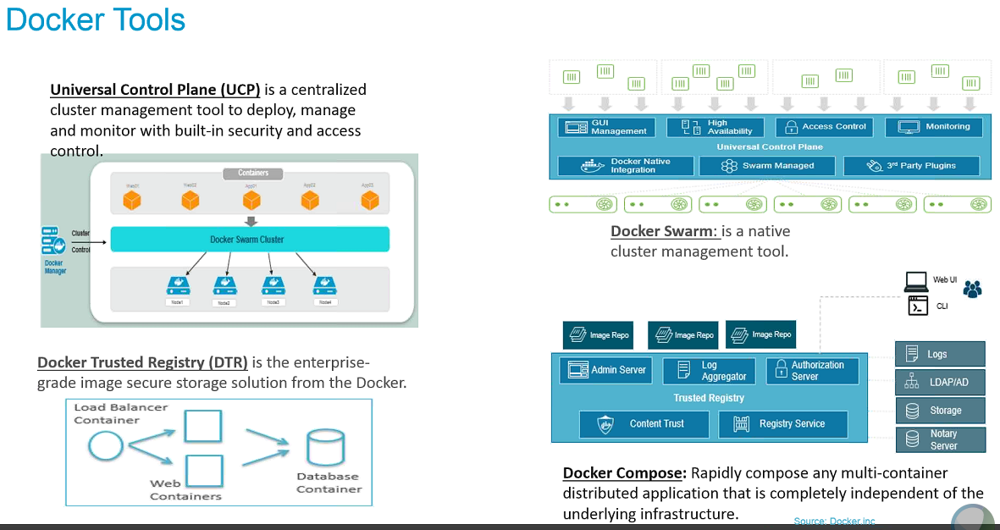 Docker Tools
Universal Control Plane (UCP) is a centralized
cluster management tool to deploy, manage
and monitor with built-in security and access
control.
Containers
Web01
Web02
App01
App02
App03
Docker Swarm Cluster
Cluster
Control
Docker
Manager
Node1
Node2
Node3
Node4
Docker Trusted Registry (DTR) is the enterprise-
grade image secure storage solution from the Docker.
Load Balancer
Container
Web
Containers
Database
Container
GUI
Management
High
Availability
Access Control
Monitoring
Universal Control Plane
Docker Native
Integration
Swarm Managed
3rd Party Plugins
Docker Swarm: is a native
cluster management tool.
Web UI
CLI
Image Repo
Image Repo
Image Repo
Admin Server
Log
Aggregator
Authorization
Server
Trusted Registry
Content Trust
Registry Service
Logs
LDAP/AD
Storage
Notary
Server
Docker Compose: Rapidly compose any multi-container
distributed application that is completely independent of the
underlying infrastructure.
Source: Docker inc